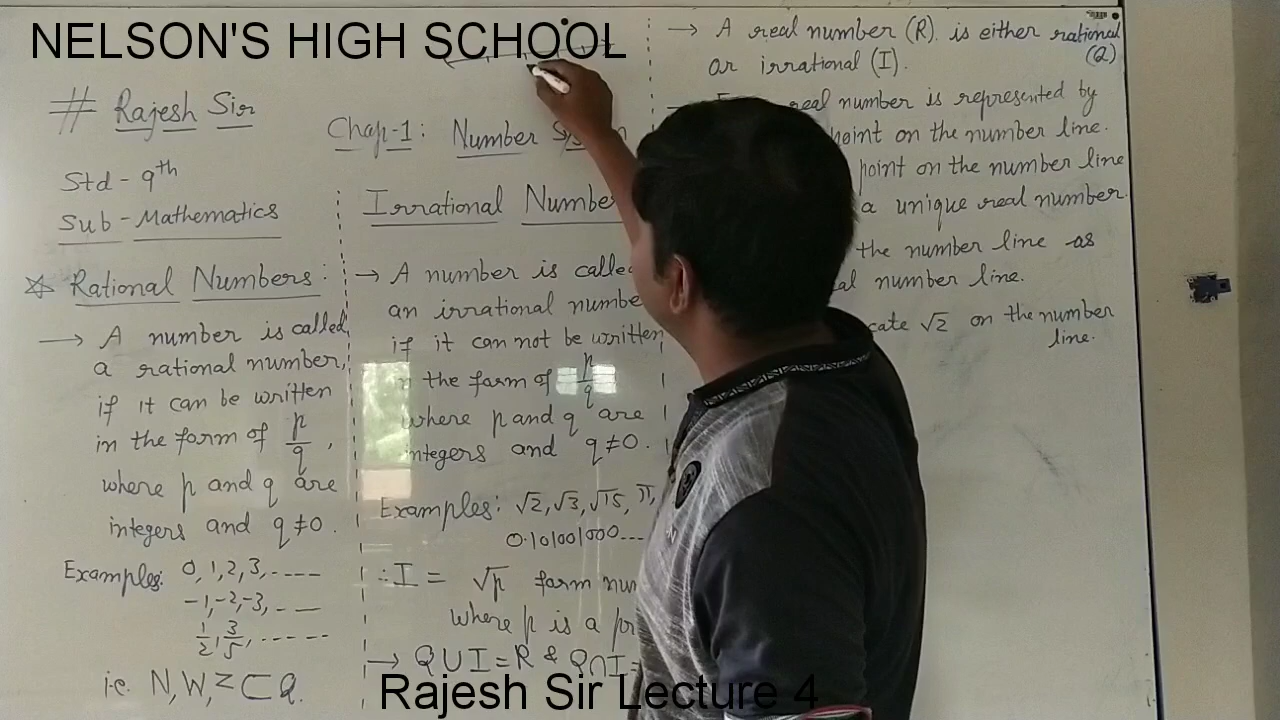 NELSON'S HIGH SCHOOL
# Rajesh Sir
Std - 9th
Sub - Mathematics
Chap-1: Number
☆ Rational Numbers:
→ A number is called
a rational number,
if it can be written
in the form of p/q,
where p and q are
integers and q≠0.
Examples: 0, 1, 2, 3, ----
-1, -2, -3, - —
1/2, 3/5, -----
i.e. N, W, Z ⊂ Q.
Irrational Number
→ A number is called
an irrational numbe
if it can not be written
the form of p/q
where p and q are
integers and q≠0.
Examples: √2, √3, √15, π,
0.101001000----
∴ I = √p form num
where p is a pr
→ Q∪I = R & Q∩I =
→ A real number (R) is either rational
(Q)
or irrational (I).
real number is represented by
point on the number line.
point on the number line
a unique real number
the number line as
al number line.
cate √2 on the number
line.
Rajesh Sir Lecture 4